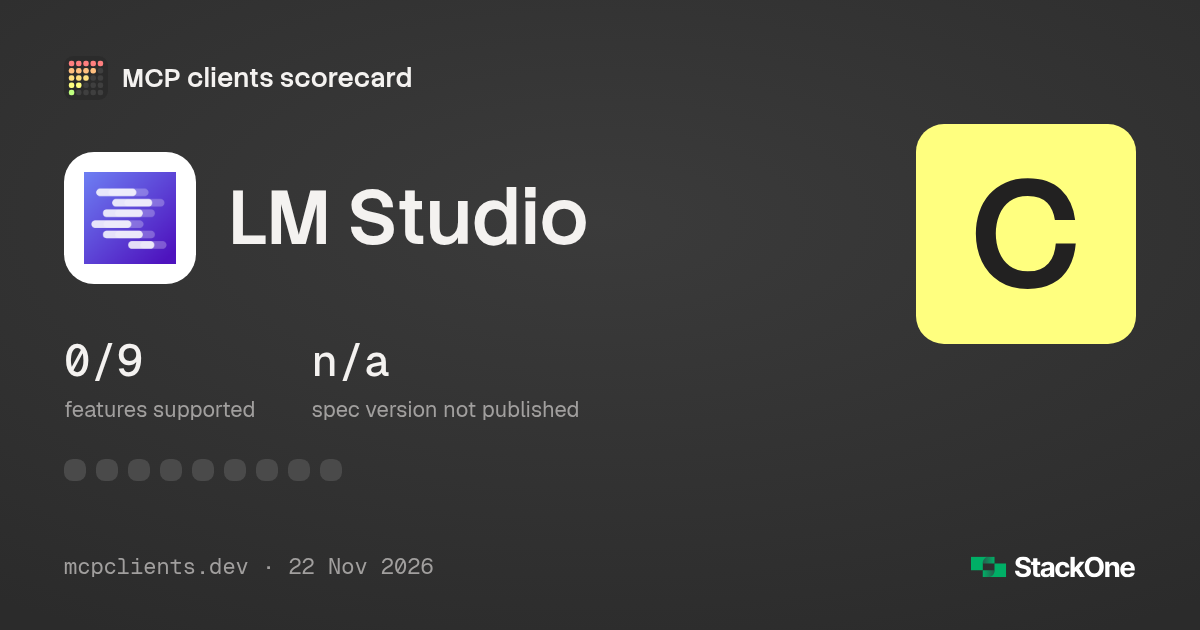 MCP clients scorecard
LM Studio
C
0/9
n/a
features supported
spec version not published
mcpclients.dev · 22 Nov 2026
StackOne